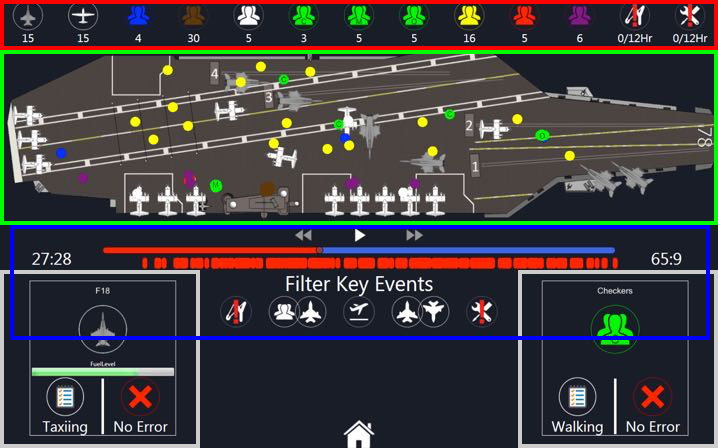 15 15 4 30 5 3 5 5 16 5 6 0/12Hr 0/12Hr
4
C
3
C
C
2
D
78
1
M
27:28 65:9
Filter Key Events
F18
Checkers
FuelLevel
Taxiing No Error
Walking No Error